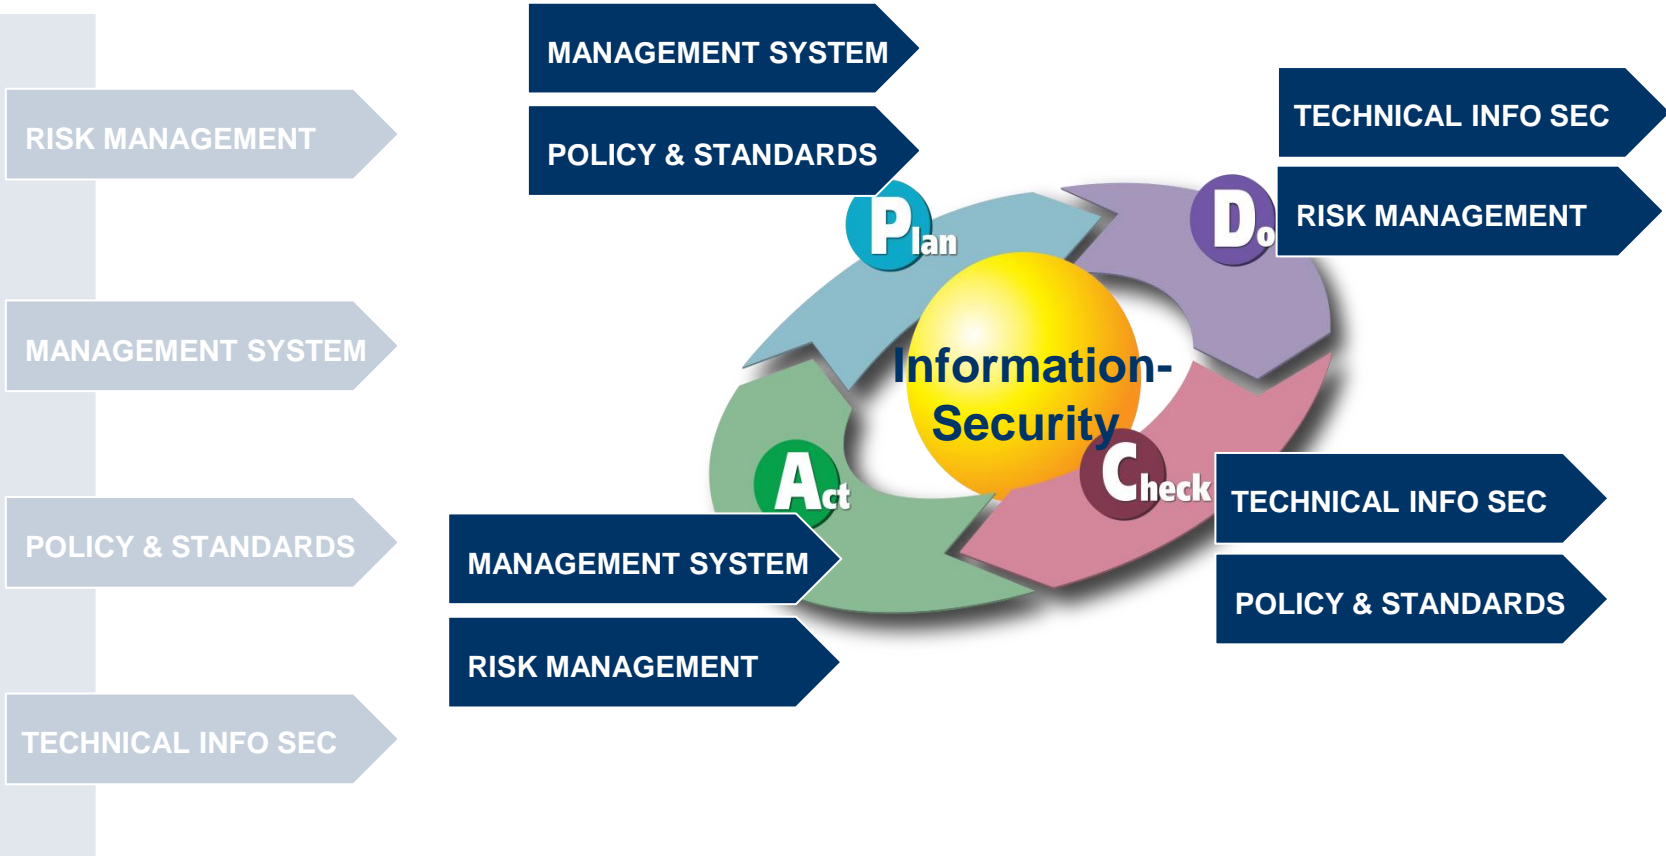 RISK MANAGEMENT
MANAGEMENT SYSTEM
POLICY & STANDARDS
TECHNICAL INFO SEC
MANAGEMENT SYSTEM
POLICY & STANDARDS
Plan
TECHNICAL INFO SEC
RISK MANAGEMENT
Do
Information-
Security
Check
TECHNICAL INFO SEC
POLICY & STANDARDS
Act
MANAGEMENT SYSTEM
RISK MANAGEMENT